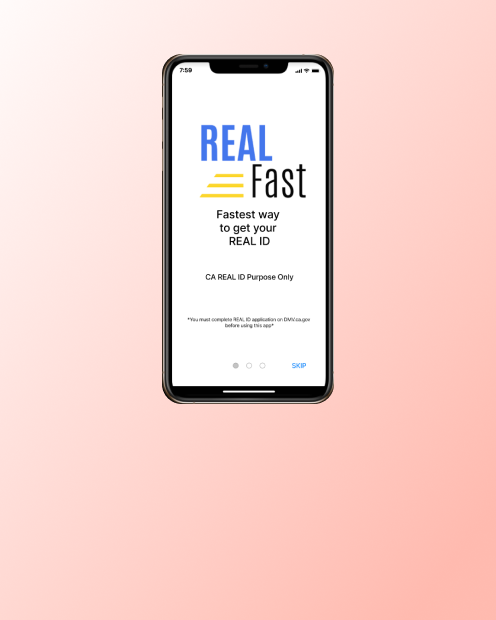 7:59
REAL
Fast
Fastest way
to get your
REAL ID
CA REAL ID Purpose Only
*You must complete REAL ID application on DMV.ca.gov
before using this app*
SKIP